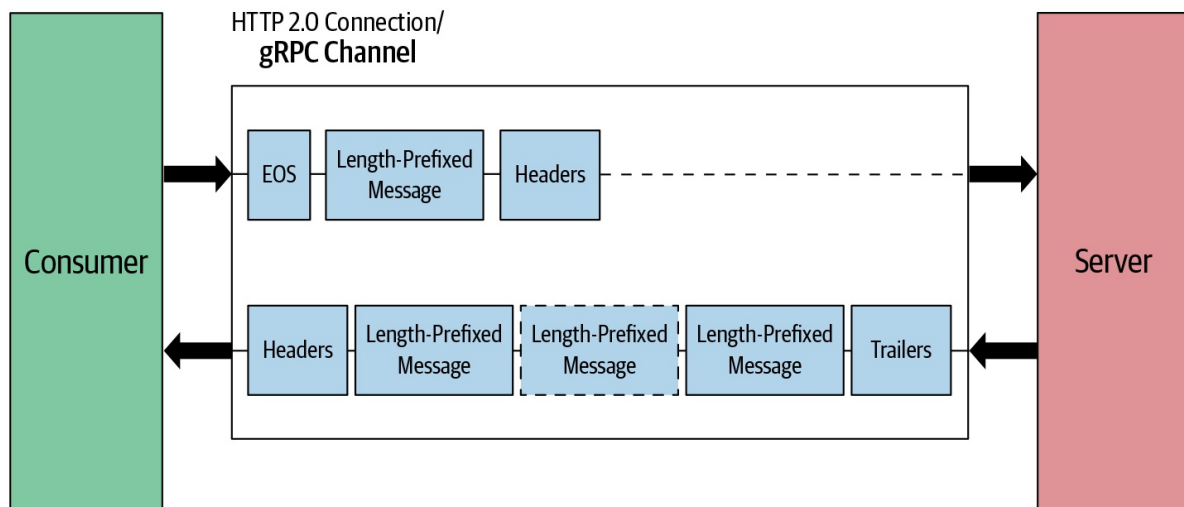 HTTP 2.0 Connection/
gRPC Channel
Consumer
EOS
Length-Prefixed
Message
Headers
Server
Headers
Length-Prefixed
Message
Length-Prefixed
Message
Length-Prefixed
Message
Trailers